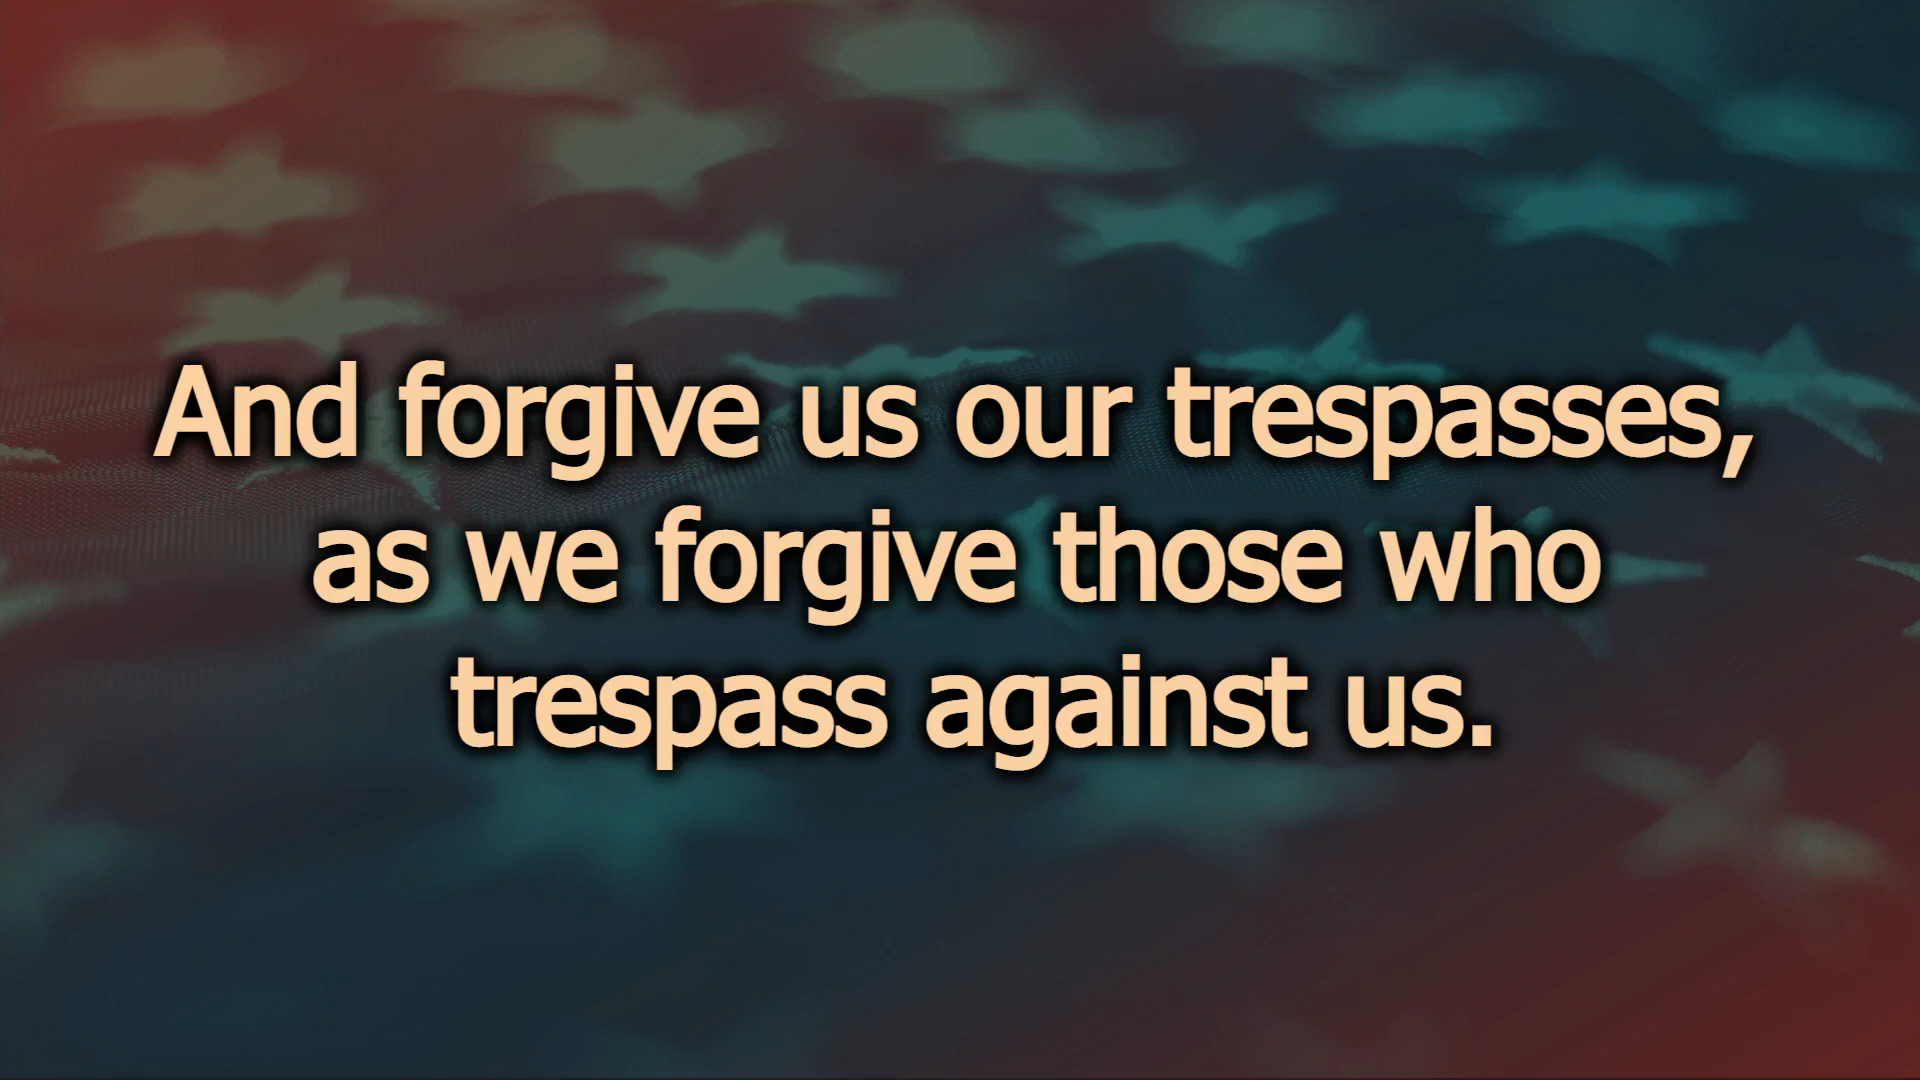 And forgive us our trespasses,
as we forgive those who
trespass against us.